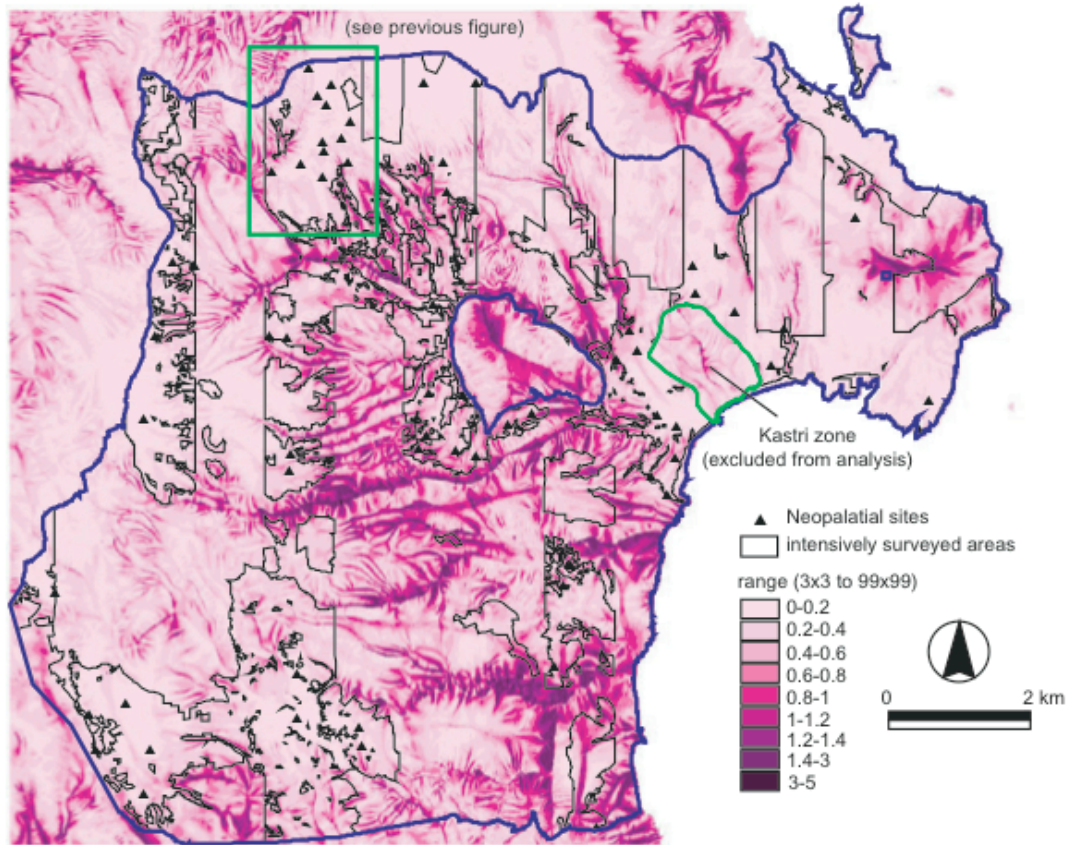 (see previous figure)
Kastri zone
(excluded from analysis)
Neopalatial sites
intensively surveyed areas
range (3x3 to 99x99)
0-0.2
0.2-0.4
0.4-0.6
0.6-0.8
0.8-1
1-1.2
1.2-1.4
1.4-3
3-5
0
2 km